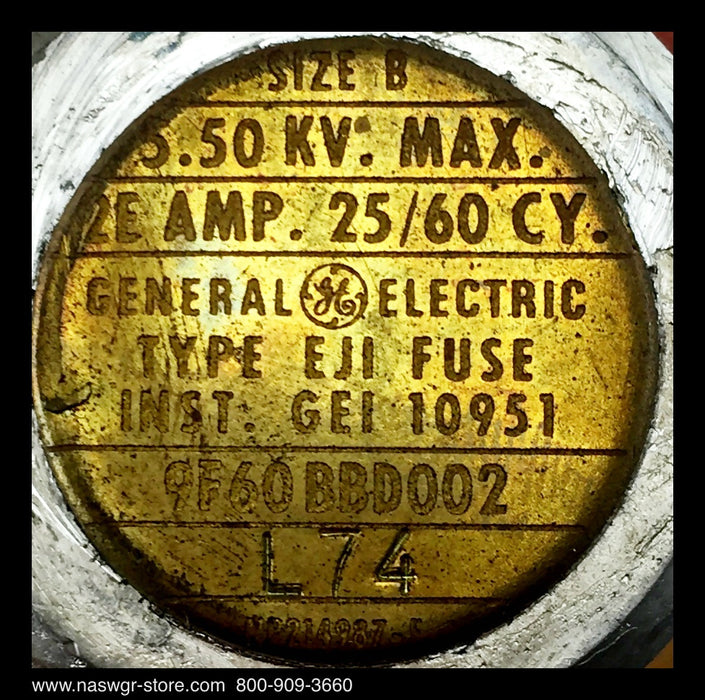 SIZE B
5.50 KV. MAX.
2E AMP. 25/60 CY.
GENERAL GE ELECTRIC
TYPE EJI FUSE
INST. GEI 10951
9F60BBD002
L74
www.naswgr-store.com 800-909-3660